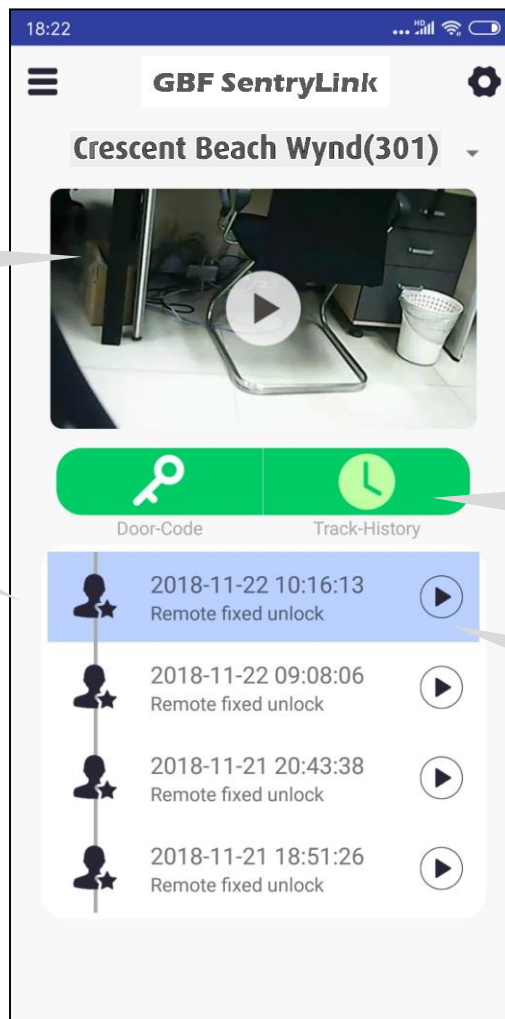 18:22
HD
GBF SentryLink
Crescent Beach Wynd(301)
Door-Code
Track-History
2018-11-22 10:16:13
Remote fixed unlock
2018-11-22 09:08:06
Remote fixed unlock
2018-11-21 20:43:38
Remote fixed unlock
2018-11-21 18:51:26
Remote fixed unlock